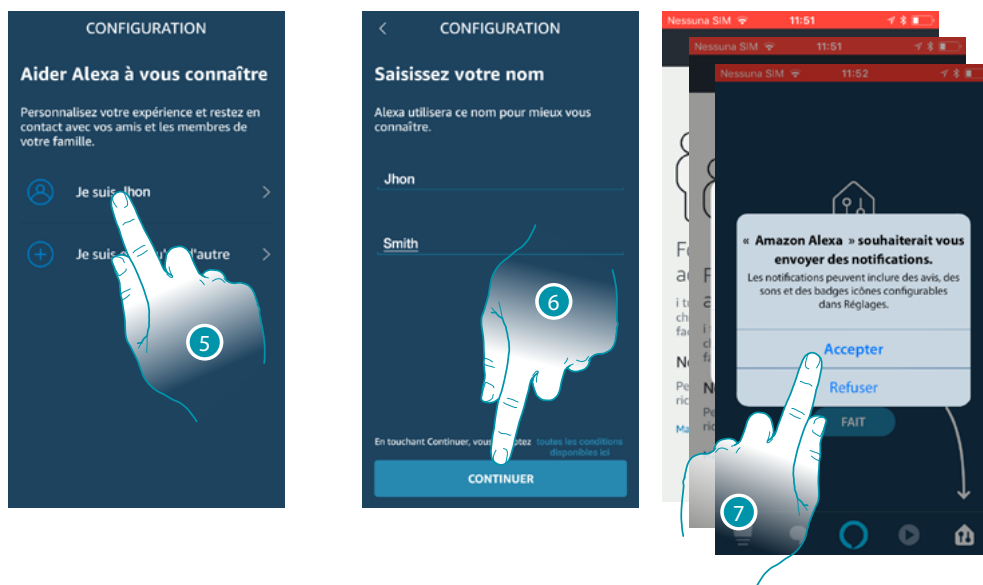 CONFIGURATION
Aider Alexa à vous connaître
Personnalisez votre expérience et restez en
contact avec vos amis et les membres de
votre famille.
Je suis Jhon
Je suis d'autre
5
CONFIGURATION
Saisissez votre nom
Alexa utilisera ce nom pour mieux vous
connaître.
Jhon
Smith
6
En touchant Continuer, vous toutes les conditions
disponibles ici
CONTINUER
Nessuna SIM 11:51
Nessuna SIM 11:51
Nessuna SIM 11:52
« Amazon Alexa » souhaiterait vous
envoyer des notifications.
Les notifications peuvent inclure des avis, des
sons et des badges icônes configurables
dans Réglages.
Accepter
Refuser
FAIT
7